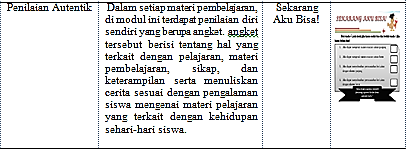 Penilaian Autentik
Dalam setiap materi pembelajaran,
di modul ini terdapat penilaian diri
sendiri yang berupa angket. angket
tersebut berisi tentang hal yang
terkait dengan pelajaran, materi
pembelajaran, sikap, dan
keterampilan serta menuliskan
cerita sesuai dengan pengalaman
siswa mengenai materi pelajaran
yang terkait dengan kehidupan
sehari-hari siswa.
Sekarang
Aku Bisa!
SEKARANG AKU BISA!